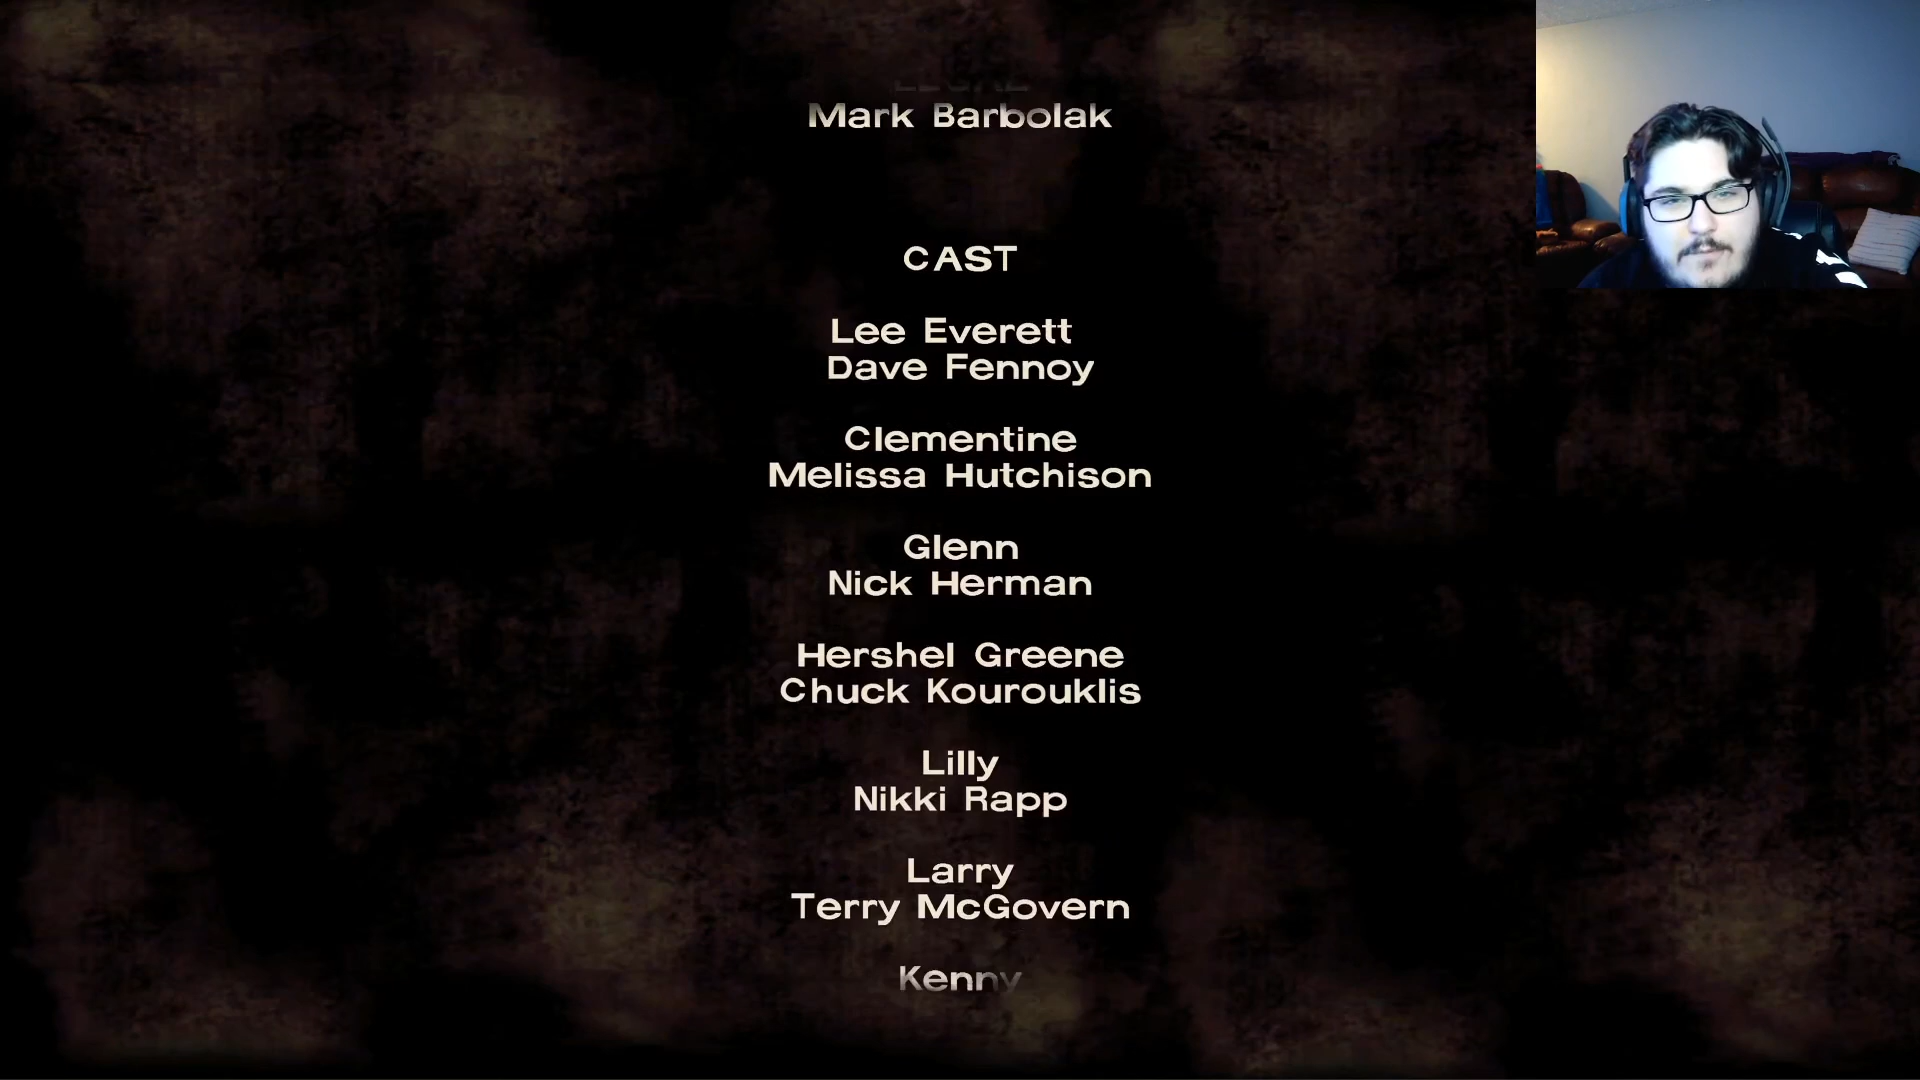 Mark Barbolak
CAST
Lee Everett
Dave Fennoy
Clementine
Melissa Hutchison
Glenn
Nick Herman
Hershel Greene
Chuck Kourouklis
Lilly
Nikki Rapp
Larry
Terry McGovern
Kenny